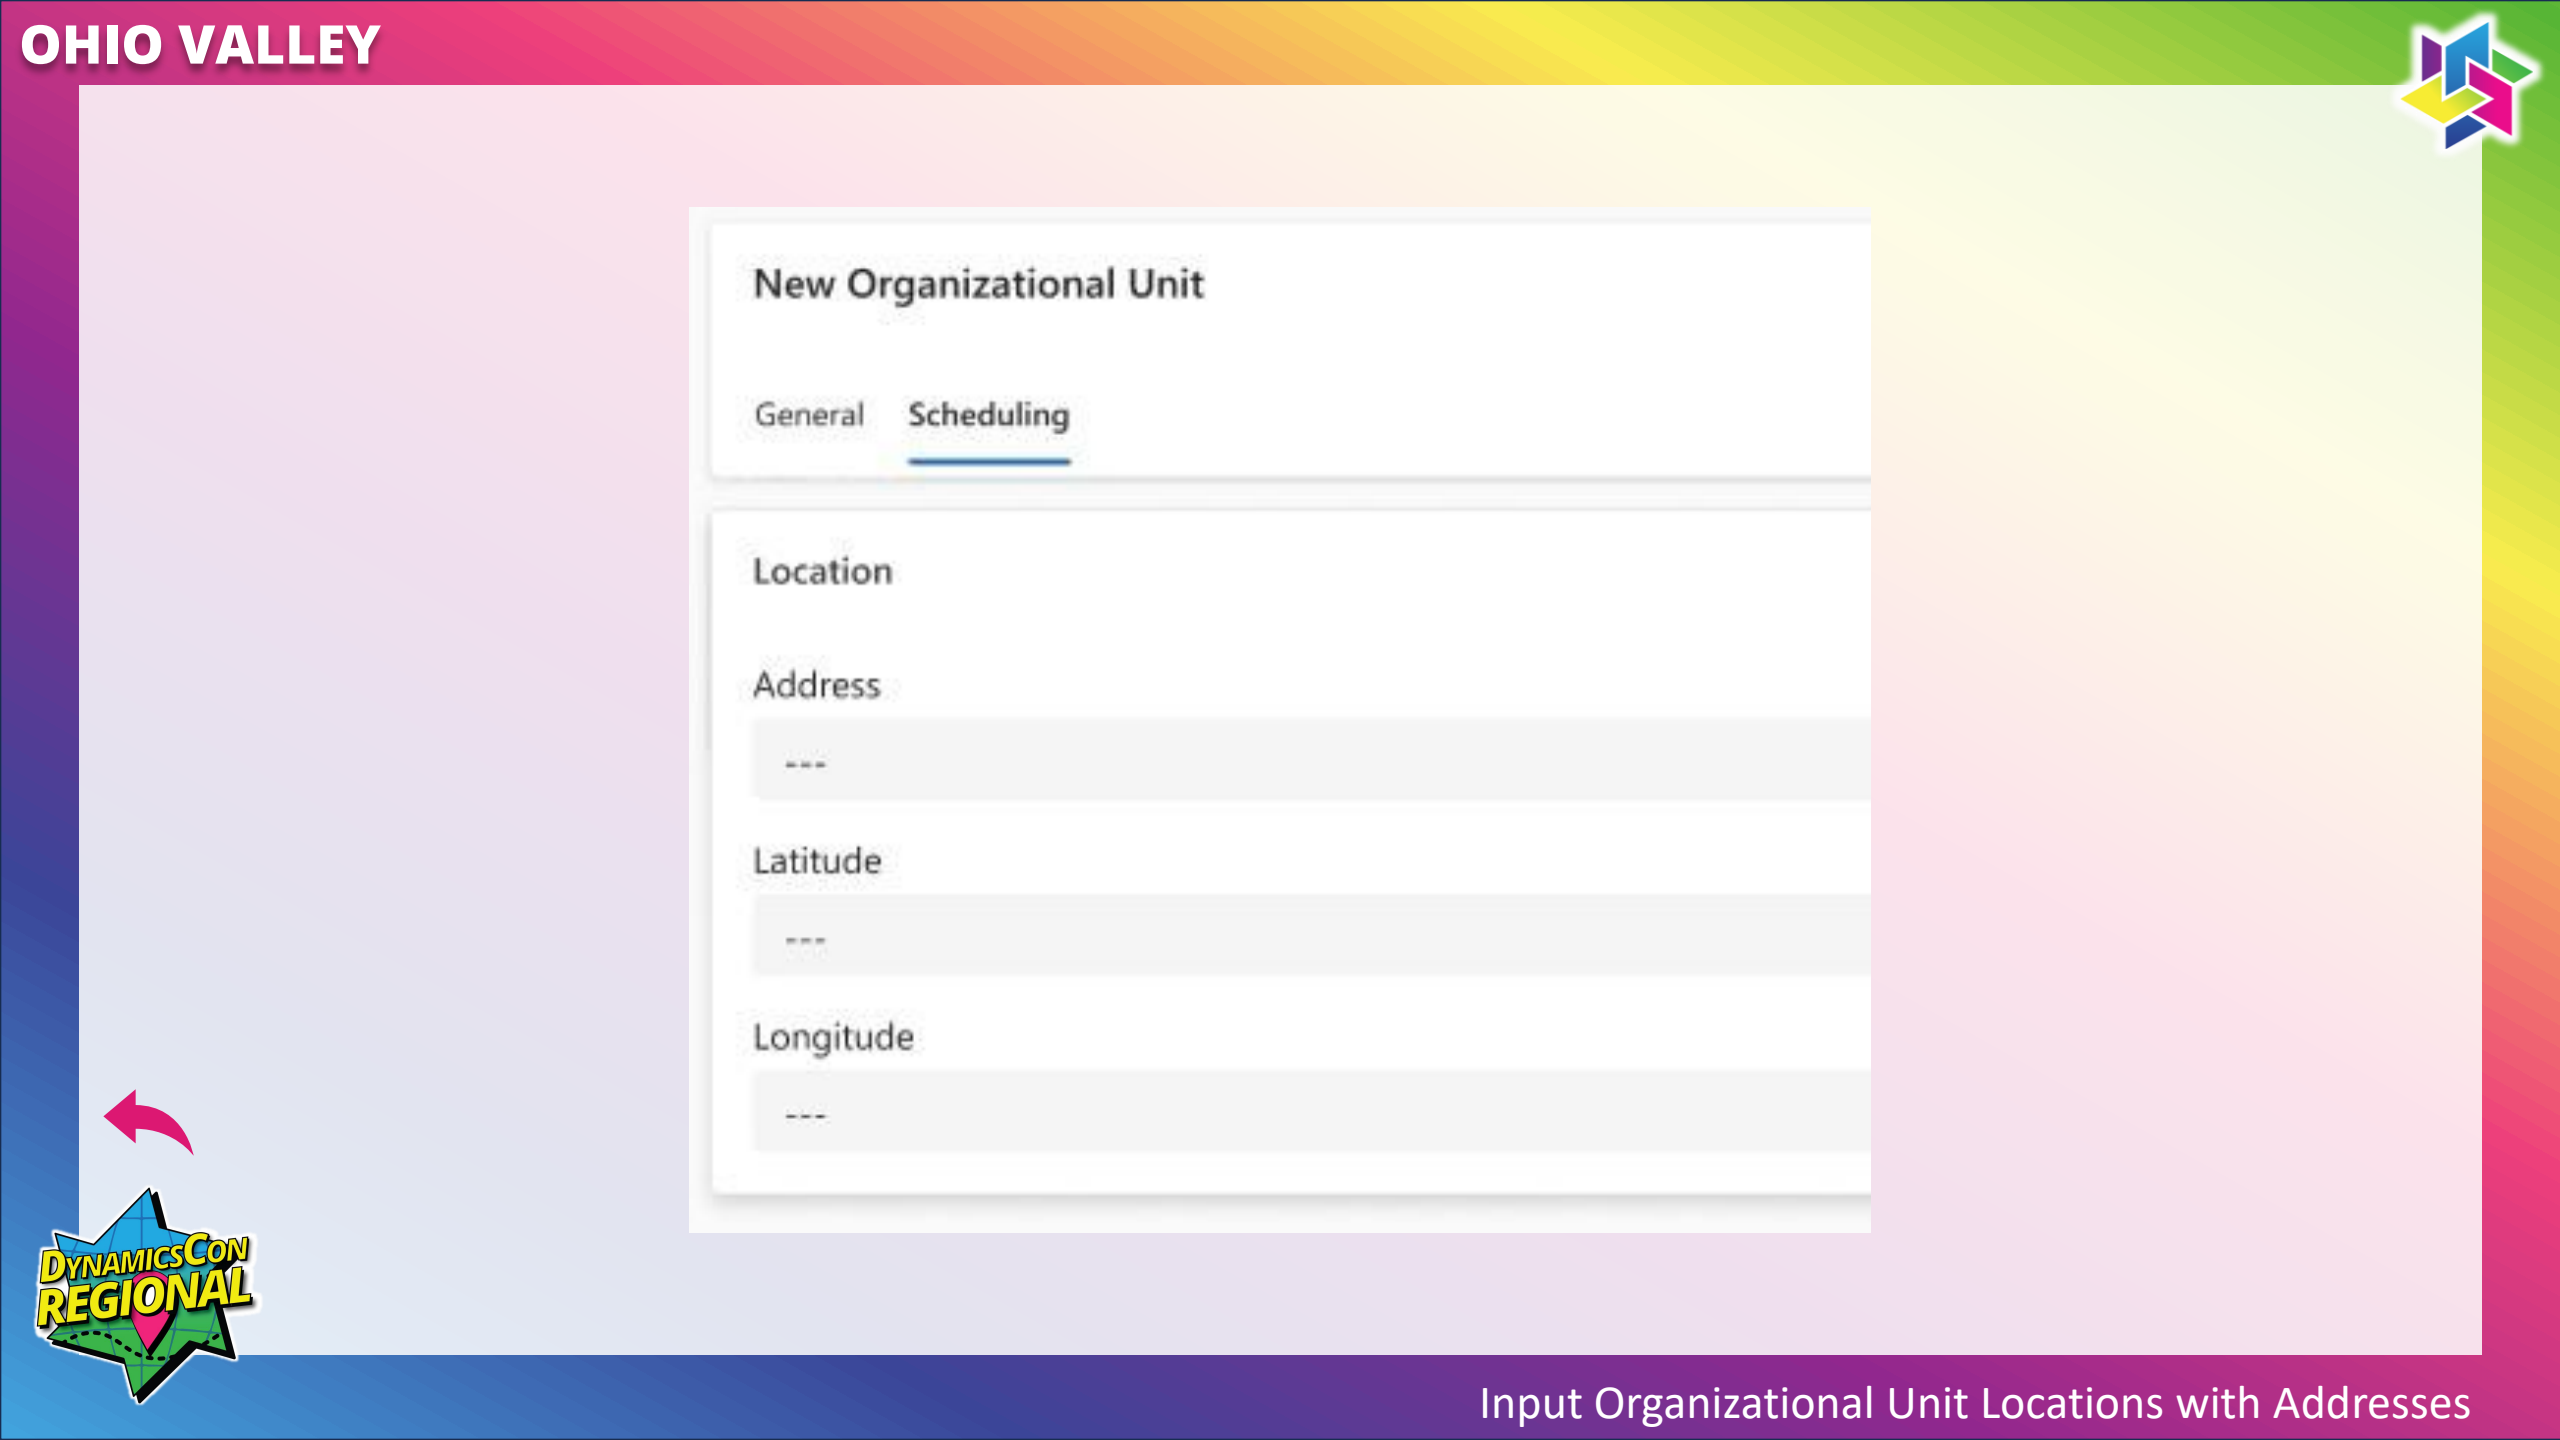 OHIO VALLEY
New Organizational Unit
General Scheduling
Location
Address
---
Latitude
---
Longitude
---
DYNAMICSCON
REGIONAL
Input Organizational Unit Locations with Addresses